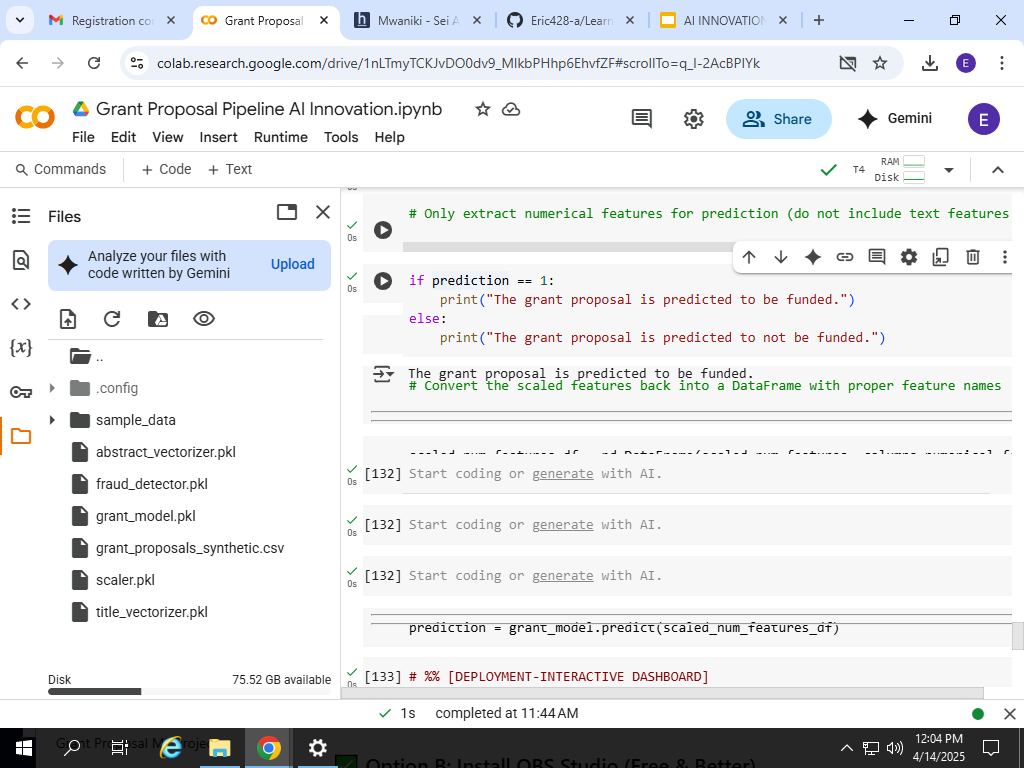 Registration co
Grant Proposal
Mwaniki - Sei A
Eric428-a/Learn
AI INNOVATION
colab.research.google.com/drive/1nLTmyTCKJvDO0dv9_MIkbPHhp6EhvfZF#scrollTo=q_I-2AcBPIYk
E
Grant Proposal Pipeline AI Innovation.ipynb
File Edit View Insert Runtime Tools Help
Share
Gemini
E
Commands + Code + Text
T4
RAM
Disk
Files
Analyze your files with
code written by Gemini
Upload
..
.config
sample_data
abstract_vectorizer.pkl
fraud_detector.pkl
grant_model.pkl
grant_proposals_synthetic.csv
scaler.pkl
title_vectorizer.pkl
Disk 75.52 GB available
0s
# Only extract numerical features for prediction (do not include text features
0s
if prediction == 1:
print("The grant proposal is predicted to be funded.")
else:
print("The grant proposal is predicted to not be funded.")
The grant proposal is predicted to be funded.
# Convert the scaled features back into a DataFrame with proper feature names
0s
[132] Start coding or generate with AI.
0s
[132] Start coding or generate with AI.
0s
[132] Start coding or generate with AI.
prediction = grant_model.predict(scaled_num_features_df)
0s
[133] # %% [DEPLOYMENT-INTERACTIVE DASHBOARD]
1s completed at 11:44 AM
Option B: Install OBS Studio (Free & Better)
12:04 PM
4/14/2025